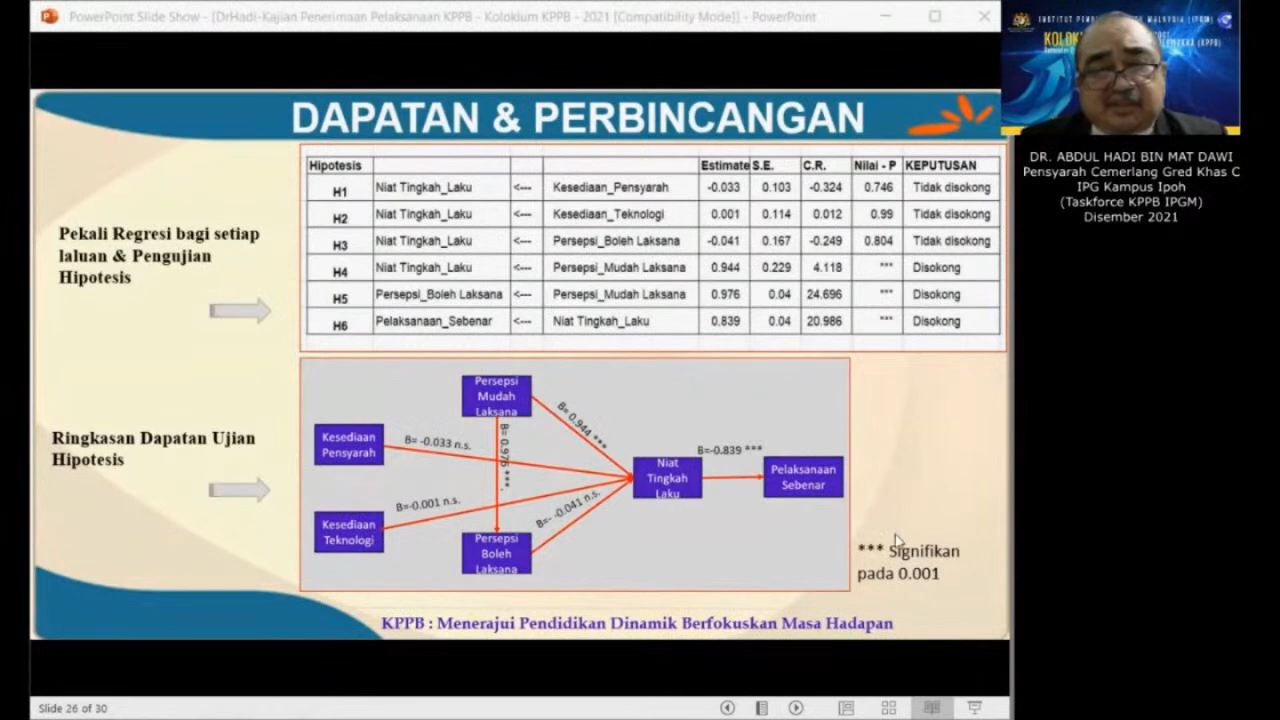 PowerPoint Slide Show - [DrHadi-Kajian Penerimaan Pelaksanaan KPPB - Koloklum KPPB - 2021 [Compatibility Mode]] - PowerPoint
DAPATAN & PERBINCANGAN
Hipotesis Estimate S.E. C.R. Nilai - P KEPUTUSAN
H1 Niat Tingkah_Laku <--- Kesediaan_Pensyarah -0.033 0.103 -0.324 0.746 Tidak disokong
H2 Niat Tingkah_Laku <--- Kesediaan_Teknologi 0.001 0.114 0.012 0.99 Tidak disokong
H3 Niat Tingkah_Laku <--- Persepsi_Boleh Laksana -0.041 0.167 -0.249 0.804 Tidak disokong
H4 Niat Tingkah_Laku <--- Persepsi_Mudah Laksana 0.944 0.229 4.118 *** Disokong
H5 Persepsi_Boleh Laksana <--- Persepsi_Mudah Laksana 0.976 0.04 24.696 *** Disokong
H6 Pelaksanaan_Sebenar <--- Niat Tingkah_Laku 0.839 0.04 20.986 *** Disokong
Pekali Regresi bagi setiap
laluan & Pengujian
Hipotesis
Ringkasan Dapatan Ujian
Hipotesis
Persepsi
Mudah
Laksana
Kesediaan
Pensyarah
Kesediaan
Teknologi
Persepsi
Boleh
Laksana
Niat
Tingkah
Laku
Pelaksanaan
Sebenar
B= -0.033 n.s.
B= 0.976 ***.
B= 0.944 ***
B=-0.839 ***
B=-0.001 n.s.
B=- -0.041 n.s.
*** Signifikan
pada 0.001
KPPB : Menerajui Pendidikan Dinamik Berfokuskan Masa Hadapan
Slide 26 of 30
DR. ABDUL HADI BIN MAT DAWI
Pensyarah Cemerlang Gred Khas C
IPG Kampus Ipoh
(Taskforce KPPB IPGM)
Disember 2021